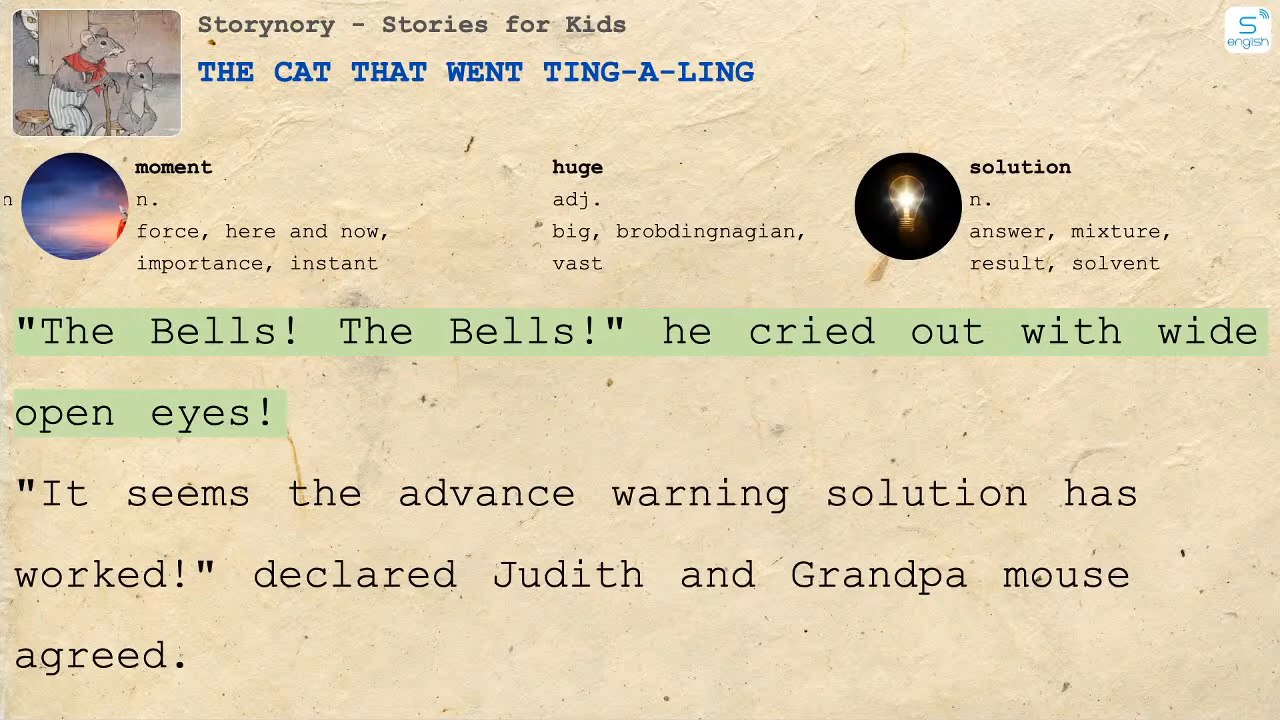 Storynory - Stories for Kids
THE CAT THAT WENT TING-A-LING
S
english
moment
n.
force, here and now,
importance, instant
huge
adj.
big, brobdingnagian,
vast
solution
n.
answer, mixture,
result, solvent
"The Bells! The Bells!" he cried out with wide
open eyes!
"It seems the advance warning solution has
worked!" declared Judith and Grandpa mouse
agreed.